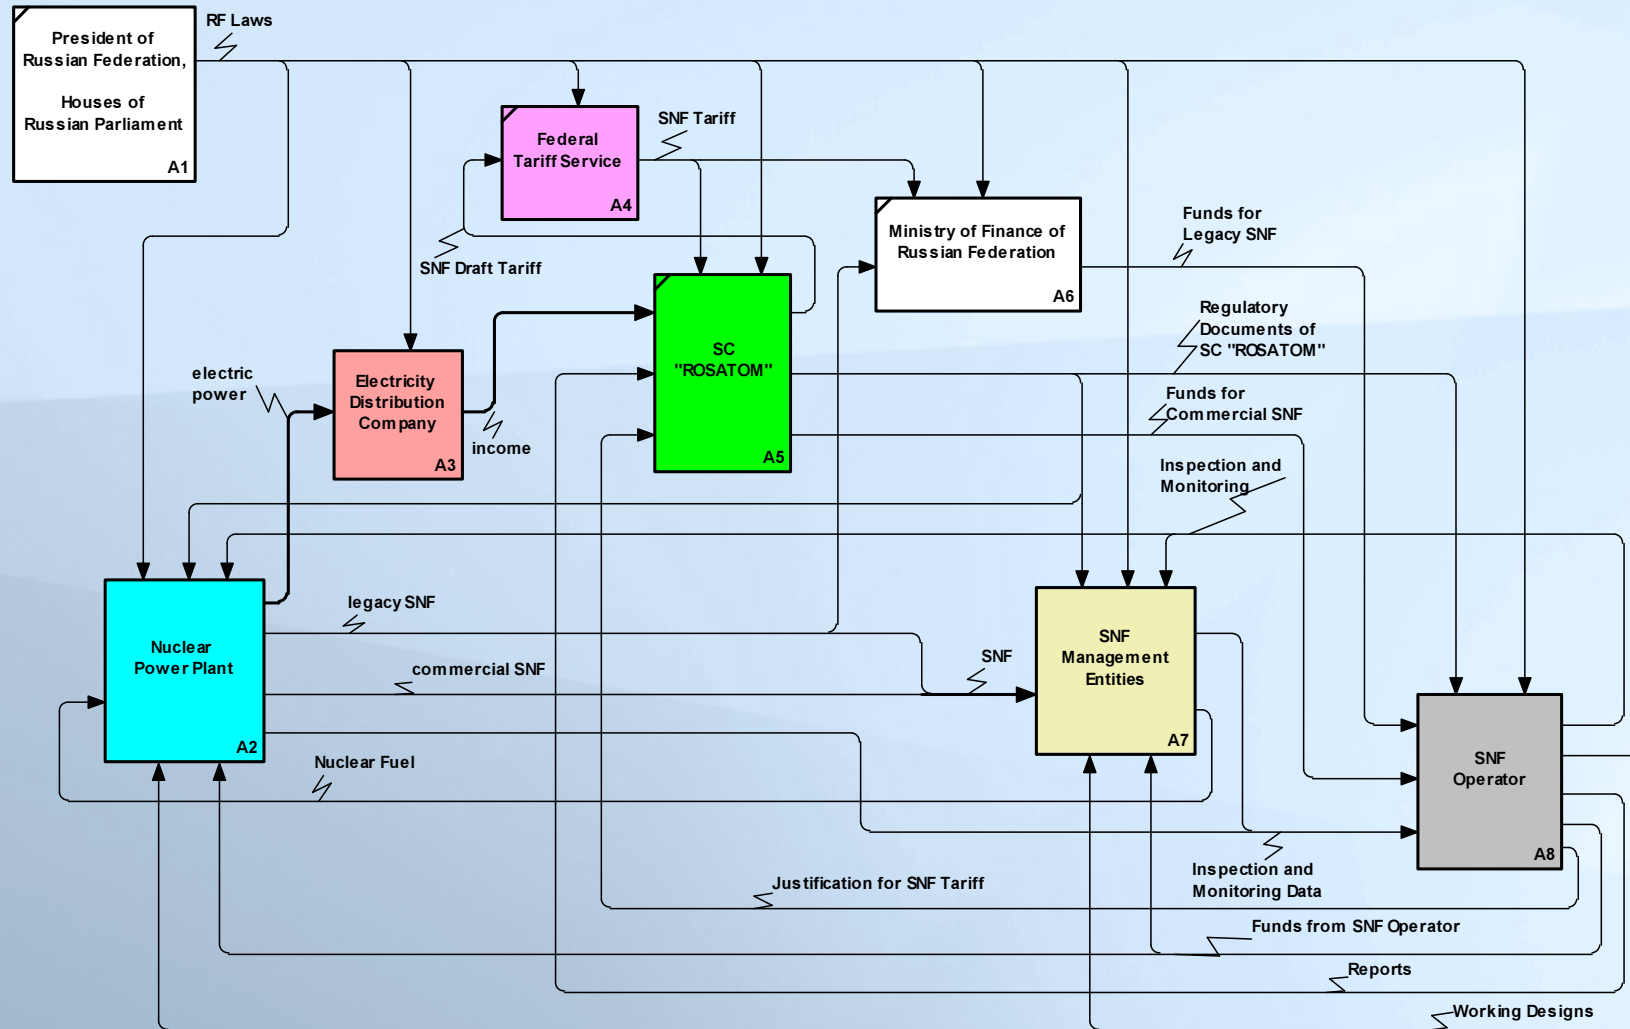 RF Laws
President of
Russian Federation,
Houses of
Russian Parliament
A1
Federal
Tariff Service
A4
SNF Tariff
SNF Draft Tariff
Ministry of Finance of
Russian Federation
A6
Funds for
Legacy SNF
Regulatory
Documents of
SC "ROSATOM"
SC
"ROSATOM"
A5
electric
power
Electricity
Distribution
Company
A3
income
Funds for
Commercial SNF
Inspection and
Monitoring
Nuclear
Power Plant
A2
legacy SNF
commercial SNF
SNF
SNF
Management
Entities
A7
Nuclear Fuel
SNF
Operator
A8
Inspection and
Monitoring Data
Justification for SNF Tariff
Funds from SNF Operator
Reports
Working Designs